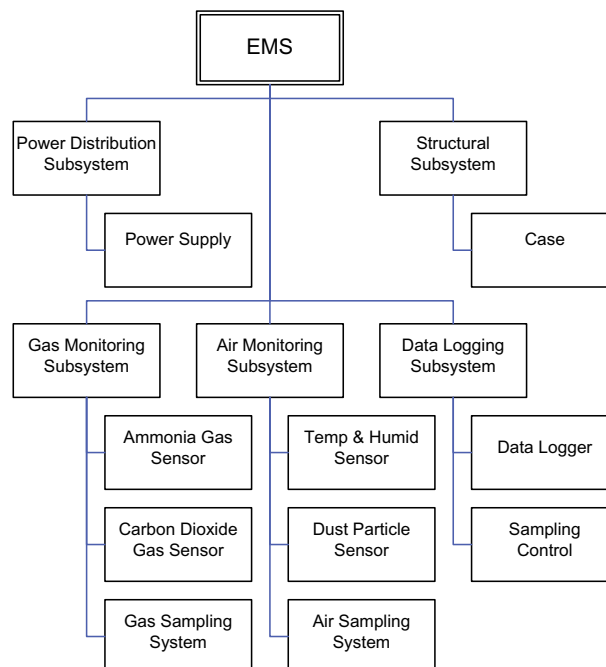 EMS
Power Distribution
Subsystem
Structural
Subsystem
Power Supply
Case
Gas Monitoring
Subsystem
Air Monitoring
Subsystem
Data Logging
Subsystem
Ammonia Gas
Sensor
Temp & Humid
Sensor
Data Logger
Carbon Dioxide
Gas Sensor
Dust Particle
Sensor
Sampling
Control
Gas Sampling
System
Air Sampling
System